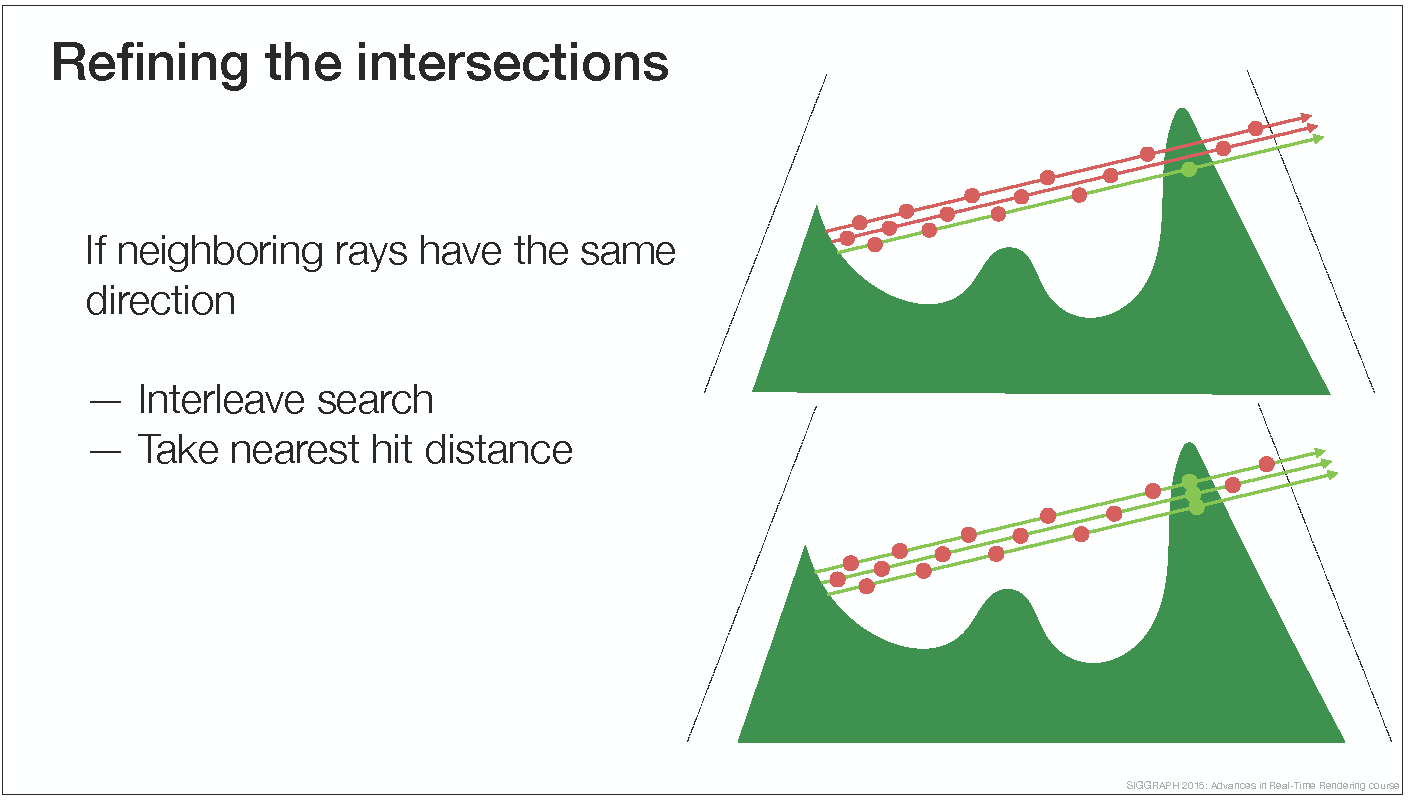 Refining the intersections
If neighboring rays have the same
direction
— Interleave search
— Take nearest hit distance
SIGGRAPH 2015: Advances in Real-Time Rendering course